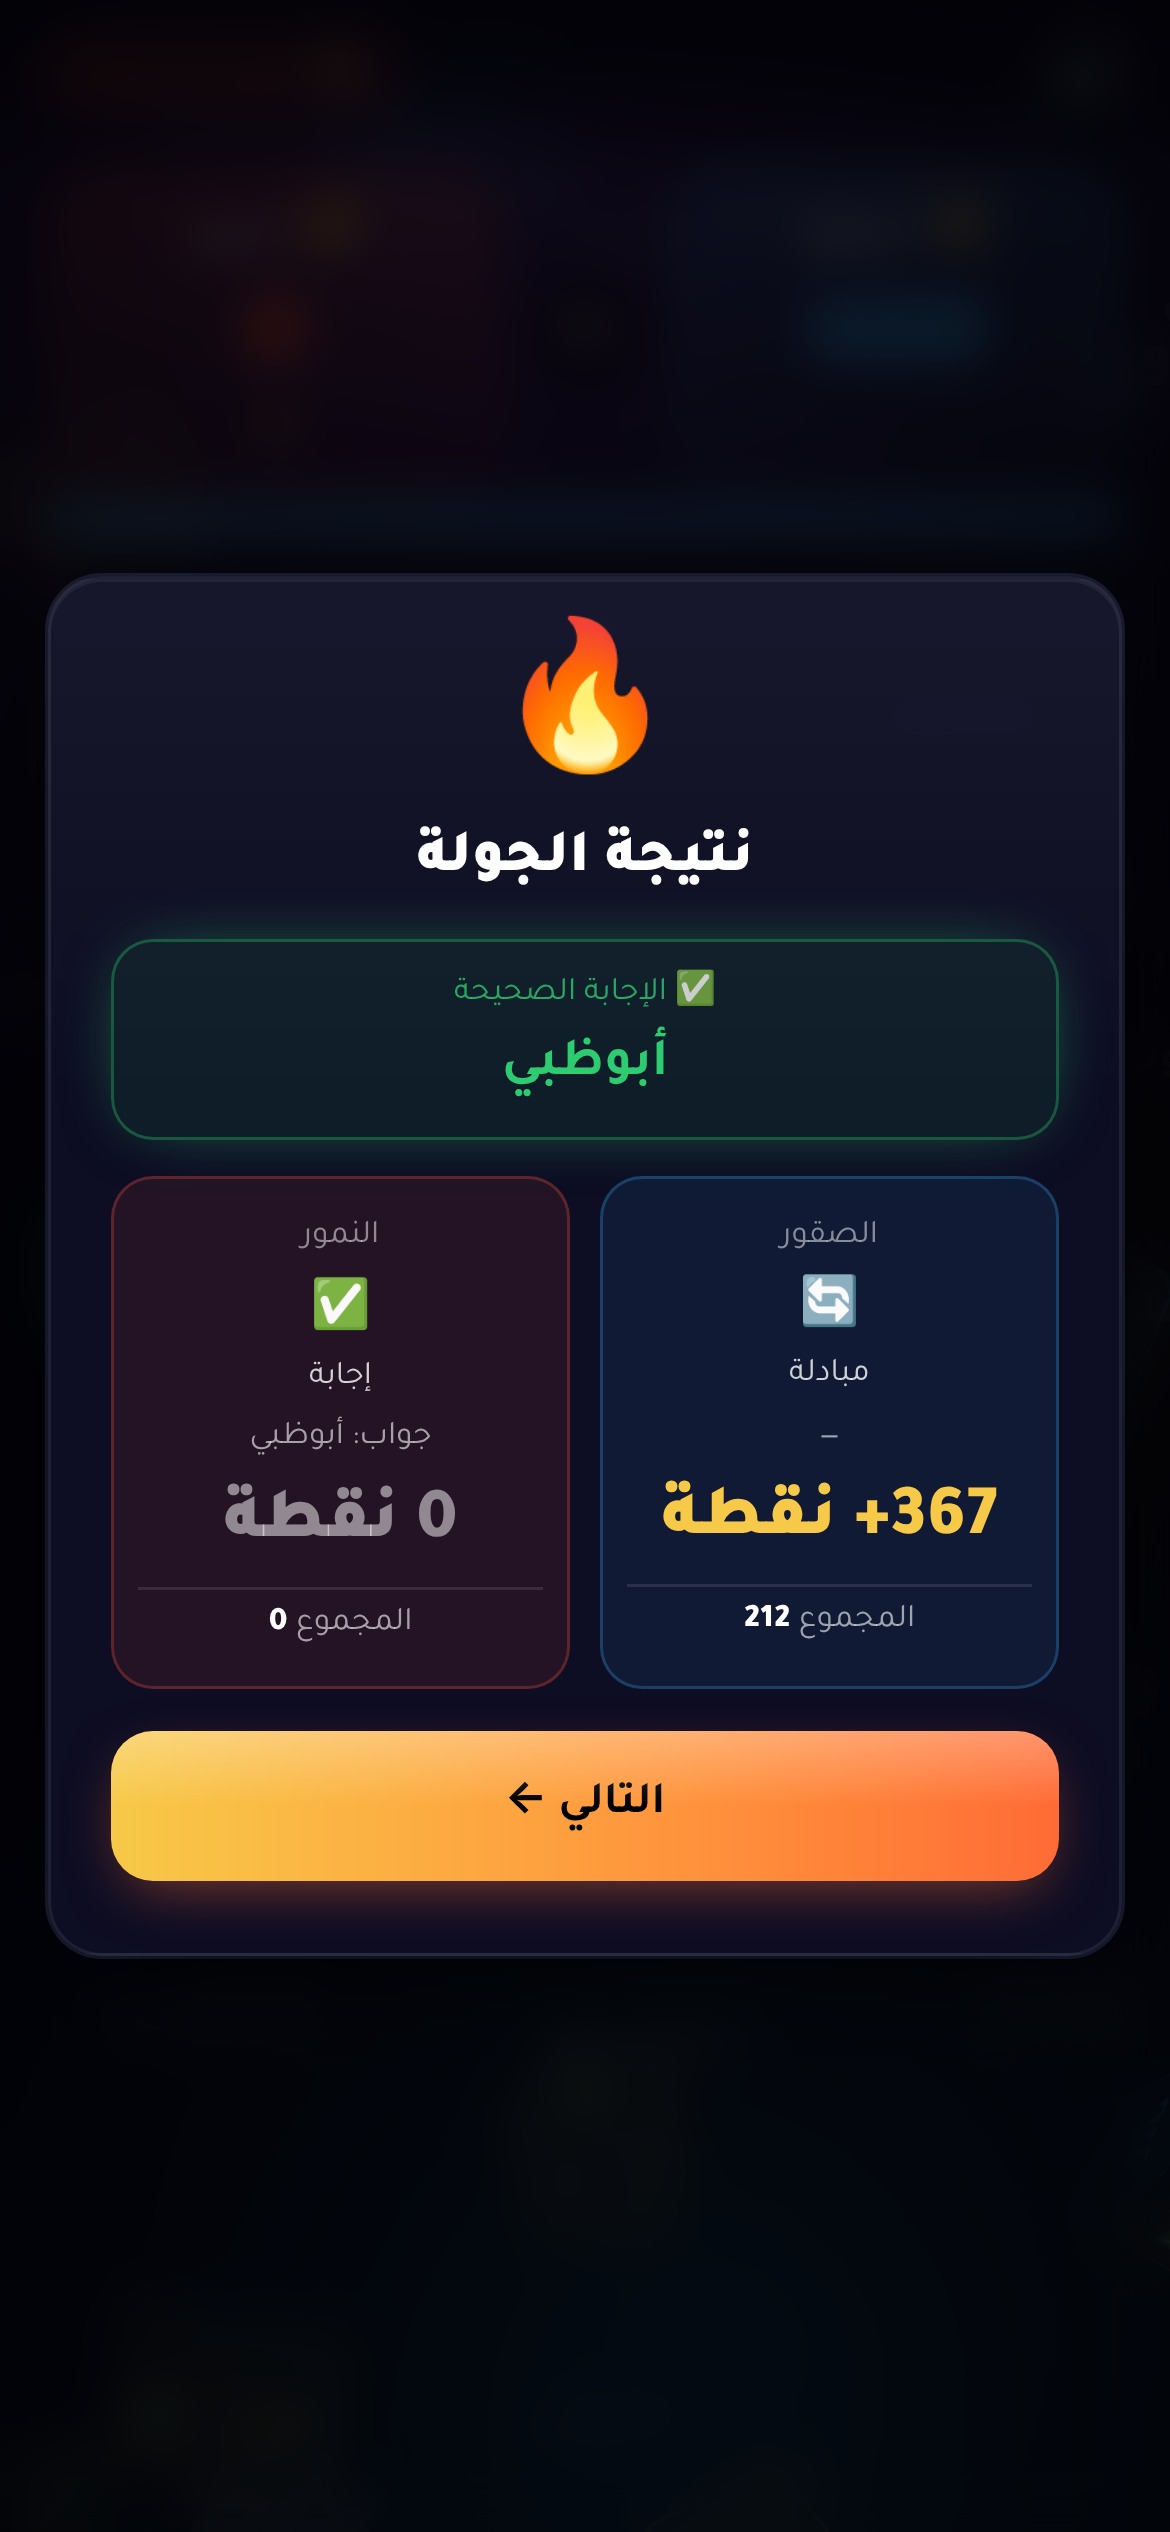 نتيجة الجولة
✅ الإجابة الصحيحة
أبوظبي
الصقور
مبادلة
—
+367 نقطة
المجموع 212
النمور
إجابة
جواب: أبوظبي
0 نقطة
المجموع 0
التالي ←